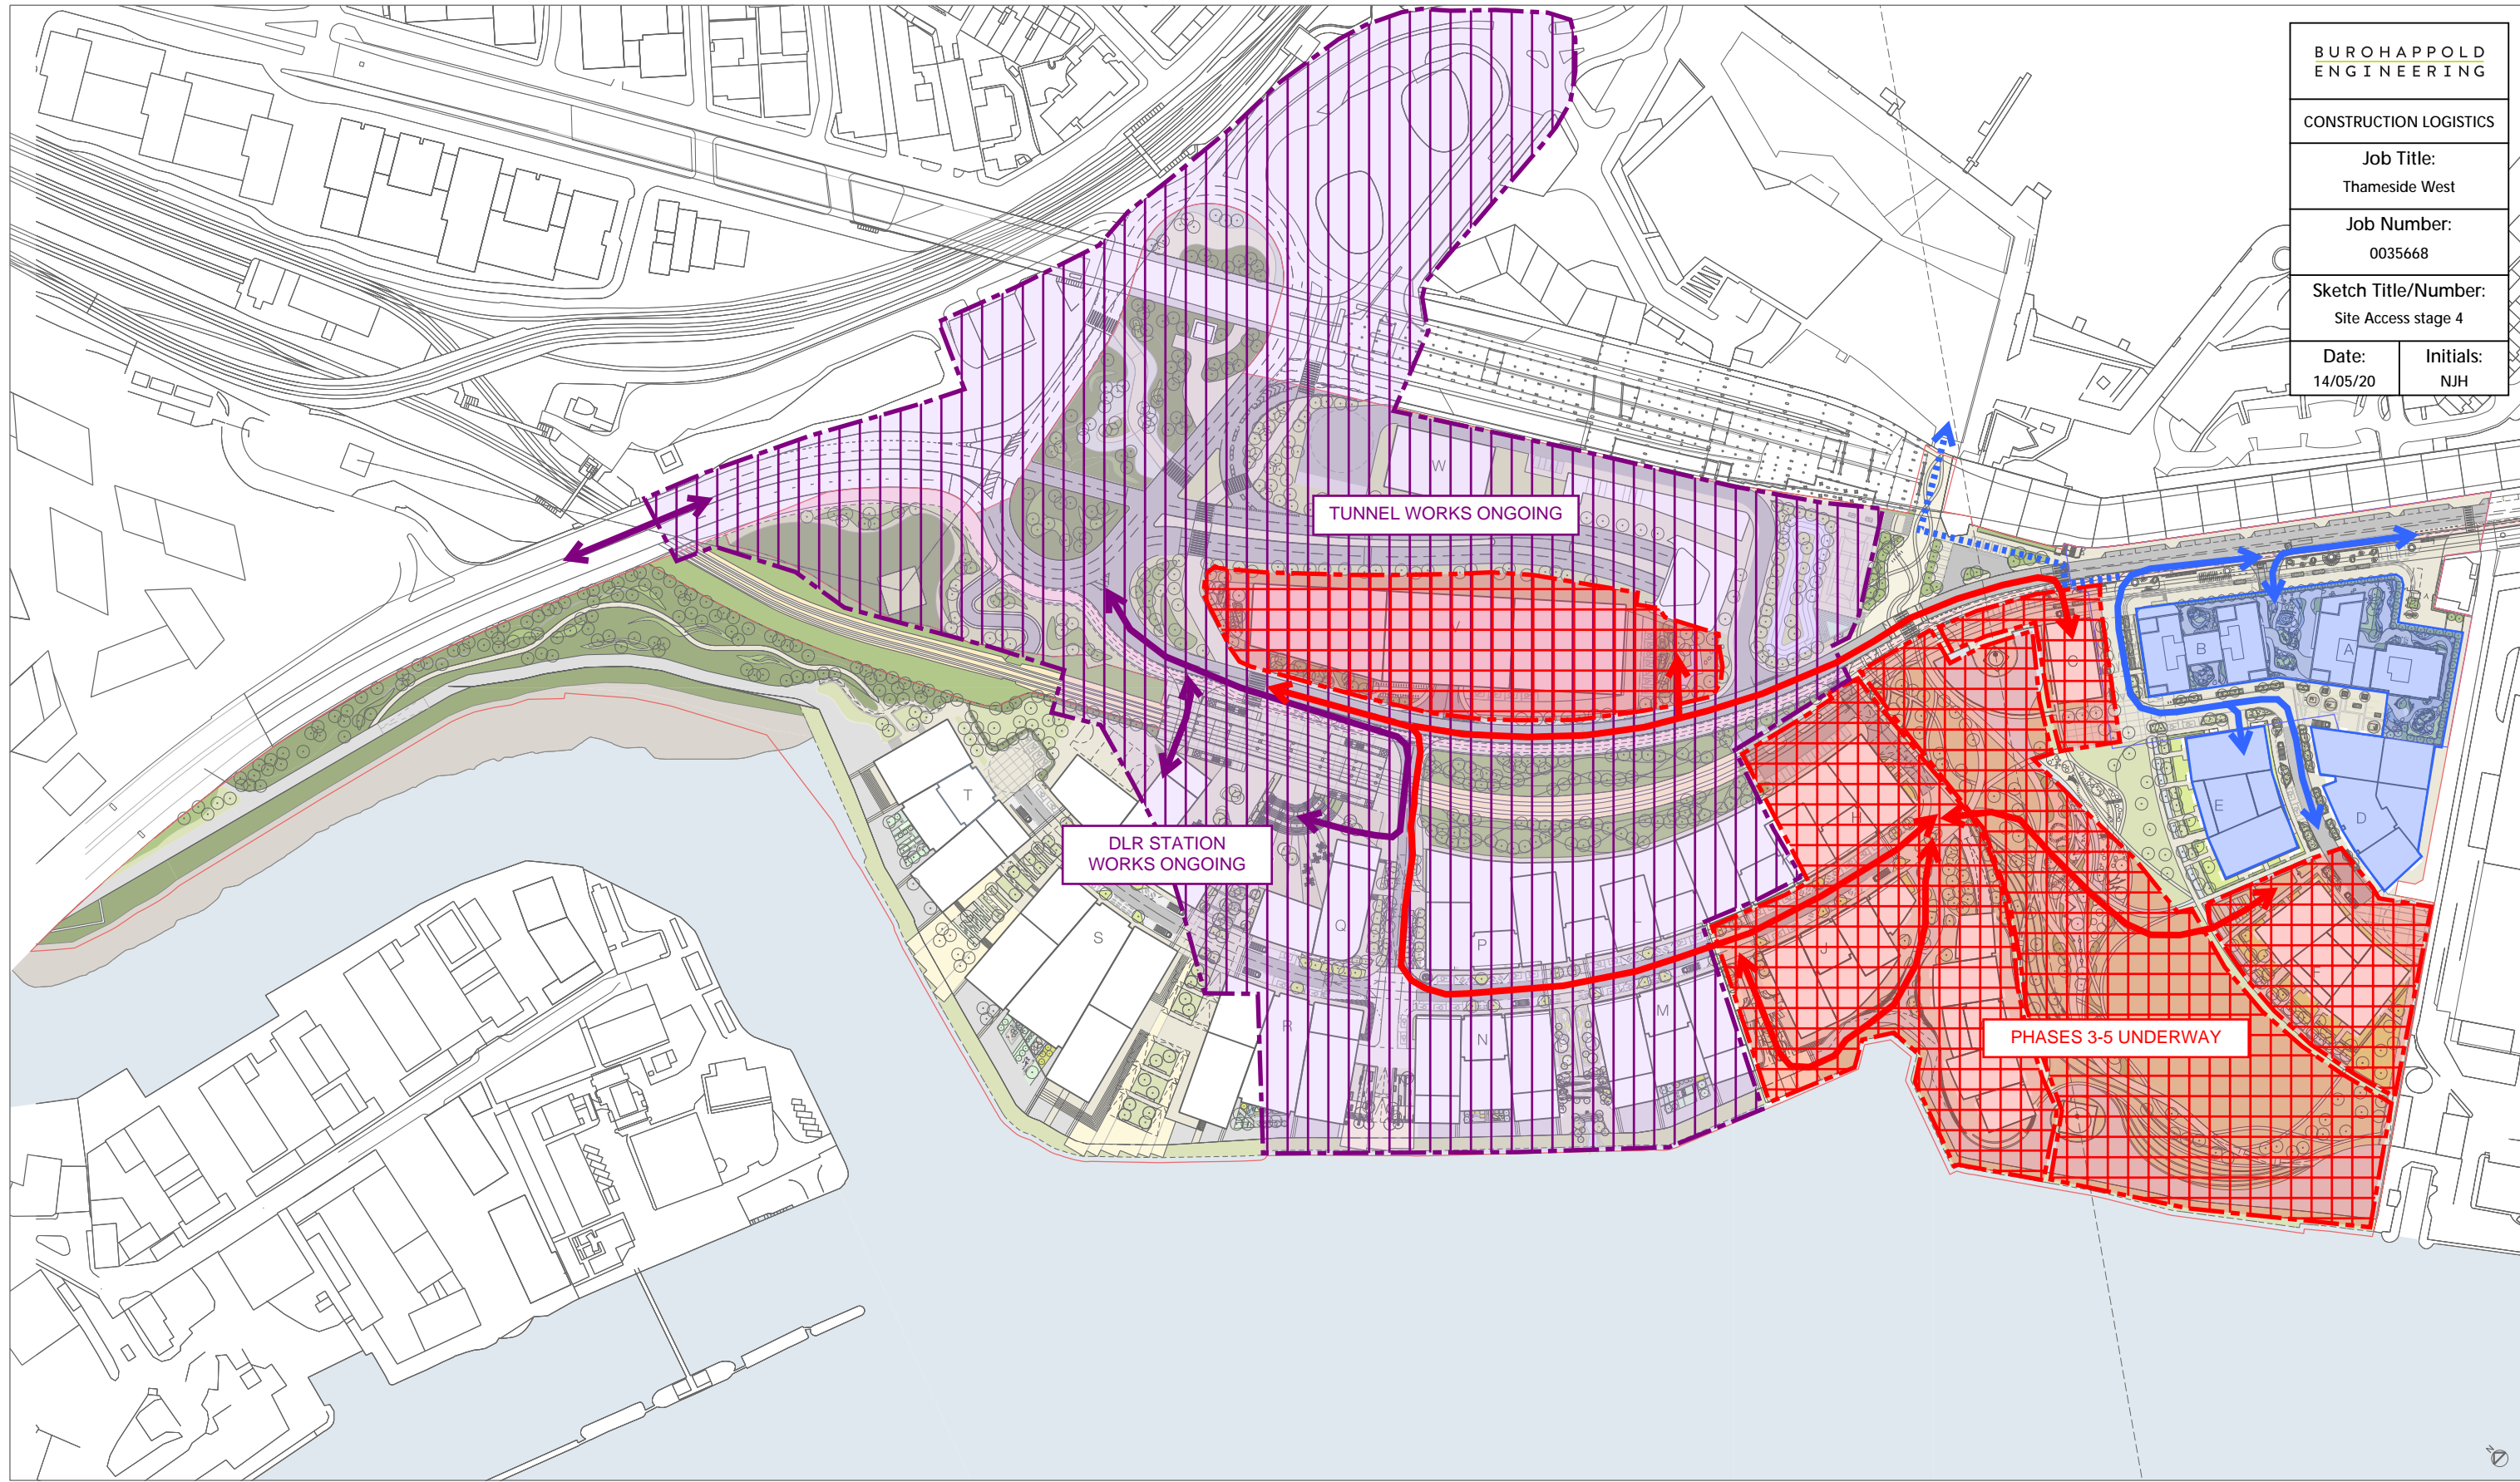 BUROHAPPOLD
ENGINEERING
CONSTRUCTION LOGISTICS
Job Title:
Thameside West
Job Number:
0035668
Sketch Title/Number:
Site Access stage 4
Date:
14/05/20
Initials:
NJH
W
TUNNEL WORKS ONGOING
V
C
B
A
T
H
E
D
DLR STATION
WORKS ONGOING
Q
P
L
S
J
F
R
N
M
PHASES 3-5 UNDERWAY
N